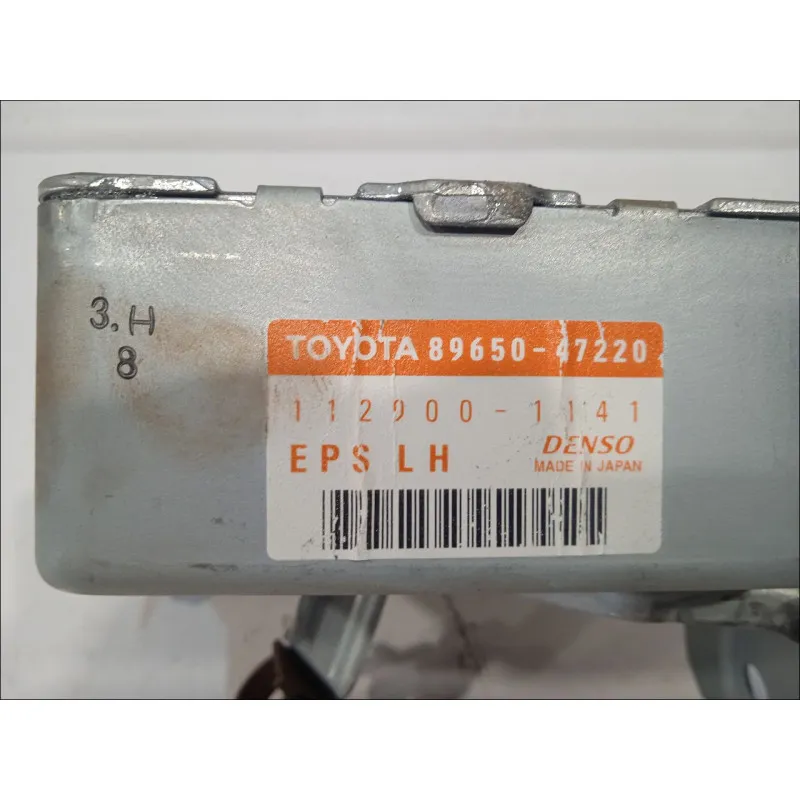 3.H
8
TOYOTA 89650-47220
112900-1141
EPS LH
DENSO
MADE IN JAPAN